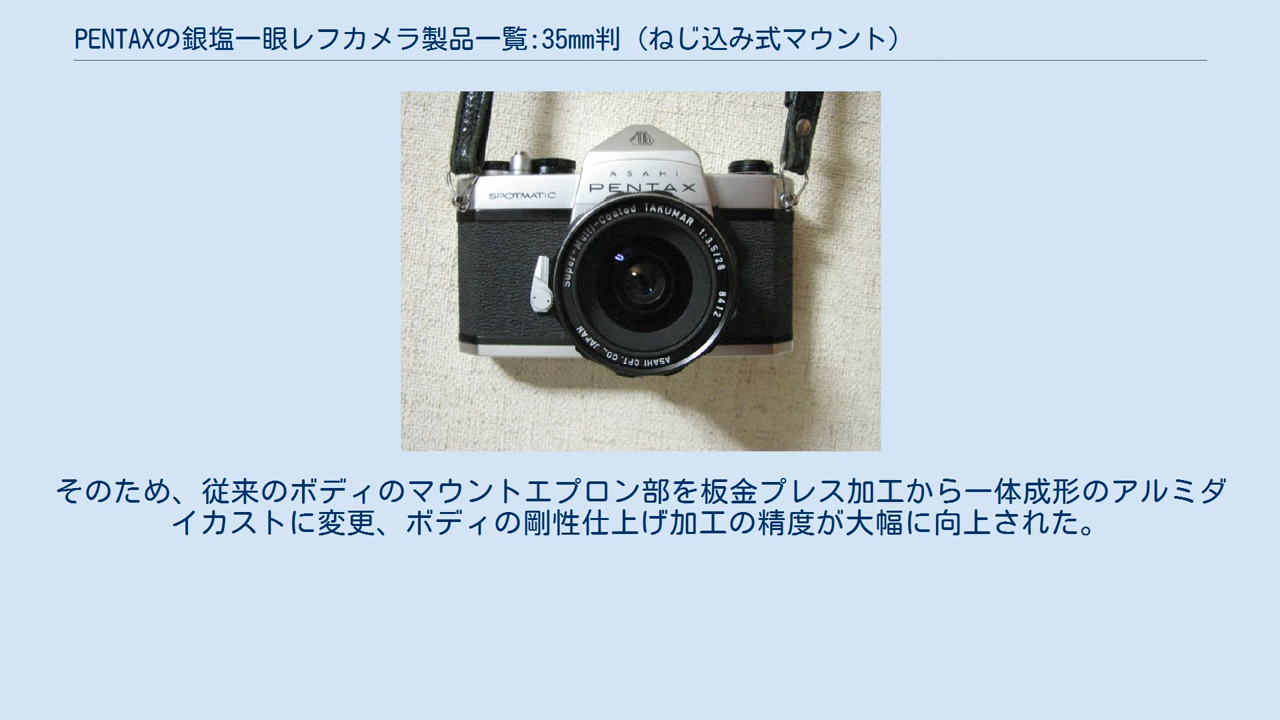 PENTAXの銀塩一眼レフカメラ製品一覧:35mm判（ねじ込み式マウント）
AOCo
ASAHI
PENTAX
SPOTMATIC
Super-Multi-Coated TAKUMAR 1:3.5/28 8412
ASAHI OPT. CO., JAPAN
そのため、従来のボディのマウントエプロン部を板金プレス加工から一体成形のアルミダ
イカストに変更、ボディの剛性仕上げ加工の精度が大幅に向上された。